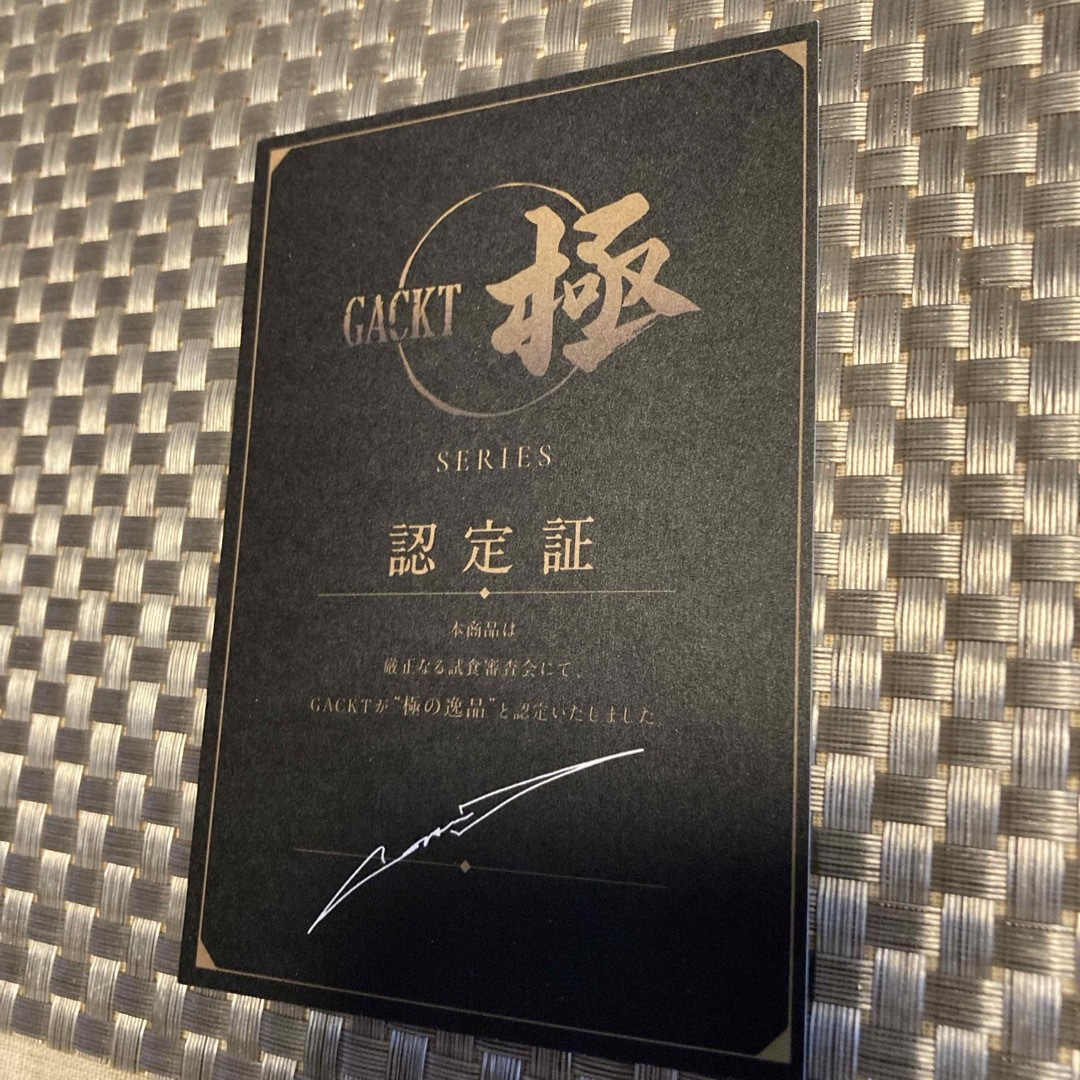 GACKT 極
SERIES
認定証
本商品は
厳正なる試食審査会にて、
GACKTが“極の逸品”と認定いたしました。